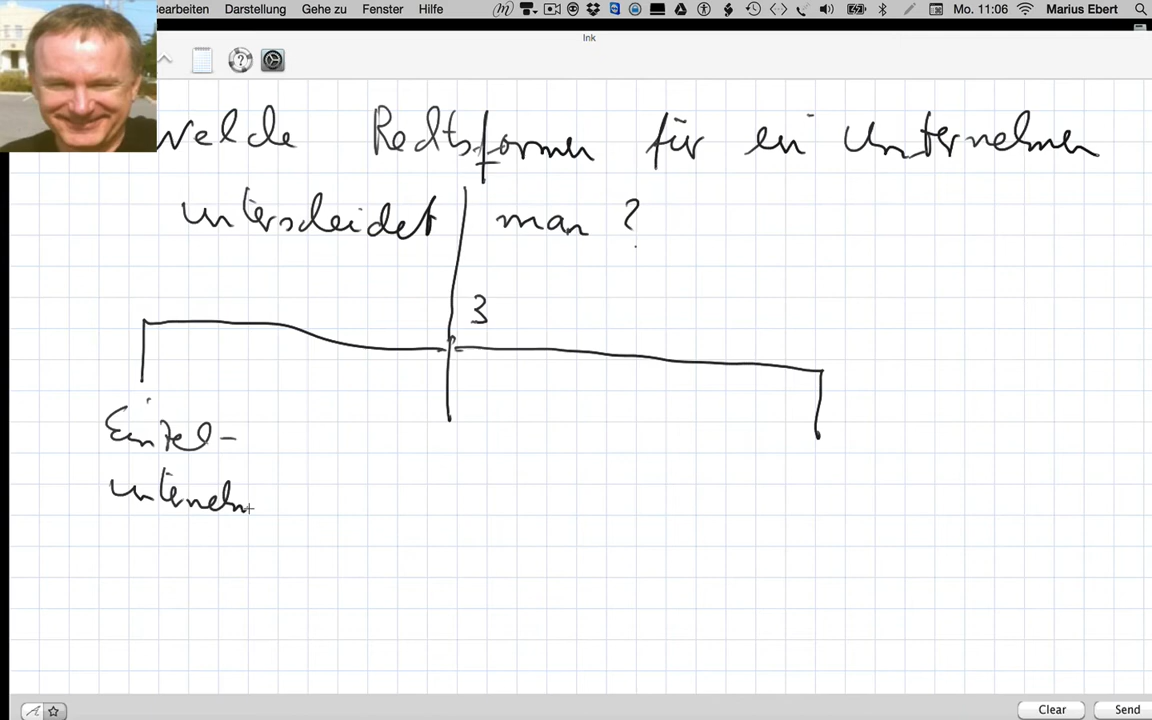 Bearbeiten Darstellung Gehe zu Fenster Hilfe Mo. 11:06 Marius Ebert
Ink
Welche Rechtsformen für ein Unternehmen
unterscheidet man ?
3
Einzel-
unternehm
Clear Send